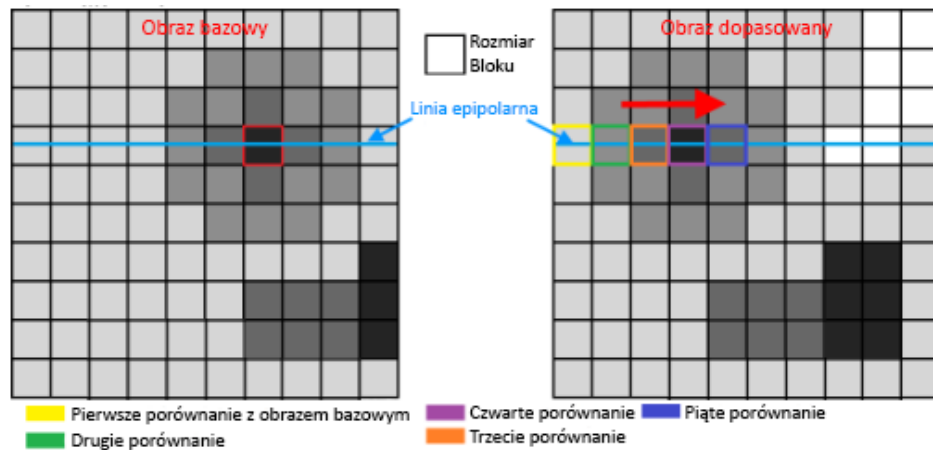 Obraz bazowy
Rozmiar
Bloku
Obraz dopasowany
Linia epipolarna
Pierwsze porównanie z obrazem bazowym
Czwarte porównanie
Piąte porównanie
Drugie porównanie
Trzecie porównanie